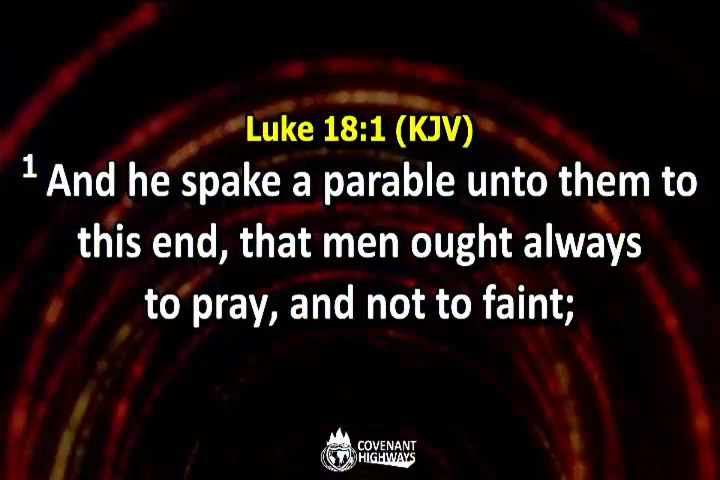 Luke 18:1 (KJV)
1 And he spake a parable unto them to
this end, that men ought always
to pray, and not to faint;
COVENANT
HIGHWAYS